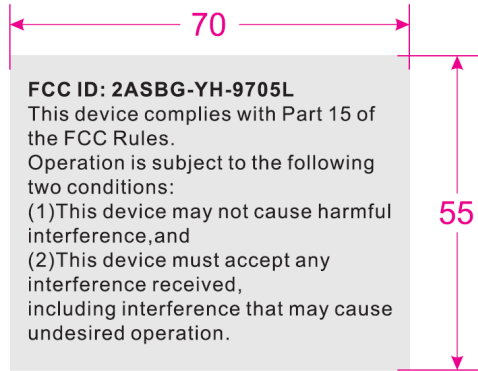 70
FCC ID: 2ASBG-YH-9705L
This device complies with Part 15 of
the FCC Rules.
Operation is subject to the following
two conditions:
(1)This device may not cause harmful
interference,and
(2)This device must accept any
interference received,
including interference that may cause
undesired operation.
55